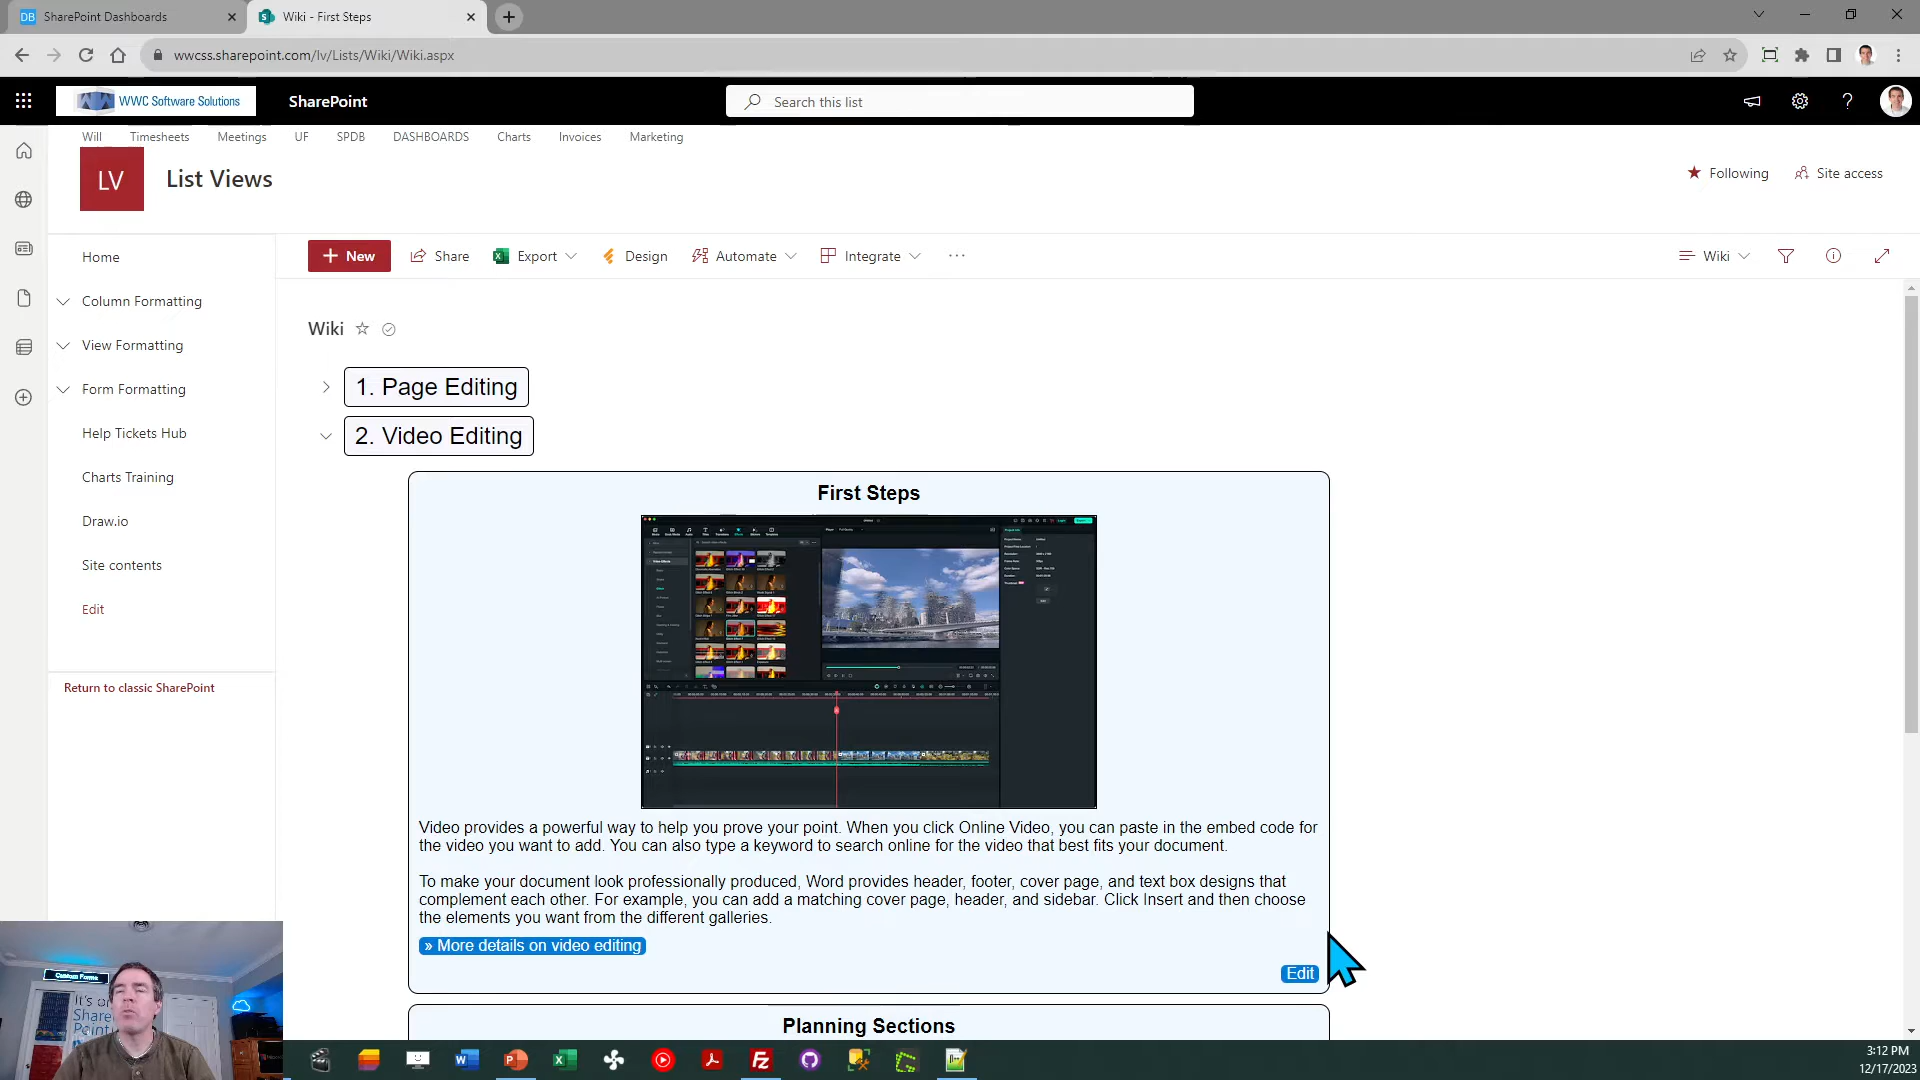 DB SharePoint Dashboards
Wiki - First Steps
wwcss.sharepoint.com/lv/Lists/Wiki/Wiki.aspx
WWC Software Solutions
SharePoint
Search this list
Will Timesheets Meetings UF SPDB DASHBOARDS Charts Invoices Marketing
LV
List Views
Following
Site access
Home
New
Share
Export
Design
Automate
Integrate
Wiki
Column Formatting
View Formatting
Form Formatting
Help Tickets Hub
Charts Training
Draw.io
Site contents
Edit
Return to classic SharePoint
Wiki
1. Page Editing
2. Video Editing
First Steps
Video provides a powerful way to help you prove your point. When you click Online Video, you can paste in the embed code for
the video you want to add. You can also type a keyword to search online for the video that best fits your document.
To make your document look professionally produced, Word provides header, footer, cover page, and text box designs that
complement each other. For example, you can add a matching cover page, header, and sidebar. Click Insert and then choose
the elements you want from the different galleries.
» More details on video editing
Edit
Planning Sections
Custom Forms
It's
Share
Point
3:12 PM
12/17/2023